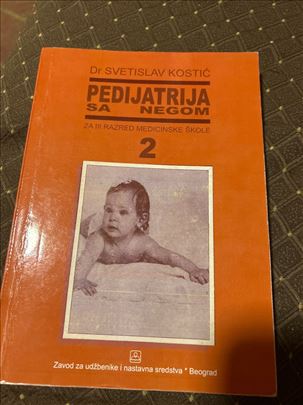 Dr SVETISLAV KOSTIĆ
PEDIJATRIJA
SA NEGOM
ZA III RAZRED MEDICINSKE ŠKOLE
2
Zavod za udžbenike i nastavna sredstva * Beograd